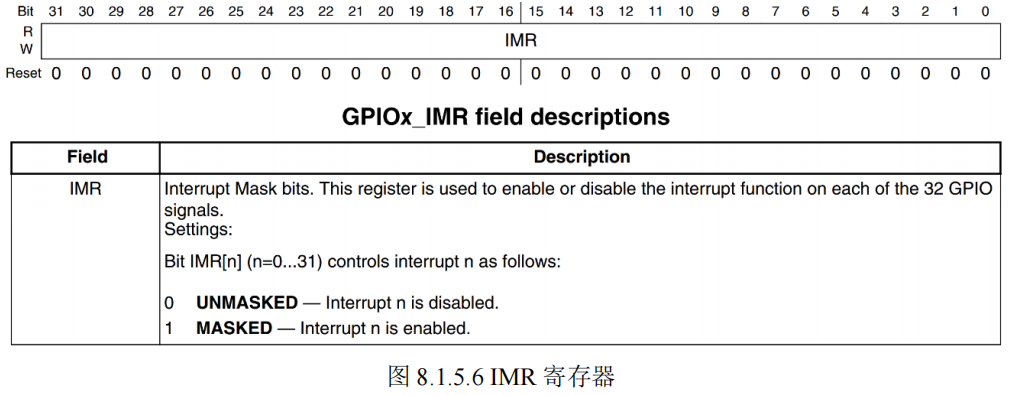 Bit 31 30 29 28 27 26 25 24 23 22 21 20 19 18 17 16 15 14 13 12 11 10 9 8 7 6 5 4 3 2 1 0
R
IMR
W
Reset 0 0 0 0 0 0 0 0 0 0 0 0 0 0 0 0 0 0 0 0 0 0 0 0 0 0 0 0 0 0 0 0
GPIOx_IMR field descriptions
Field Description
IMR Interrupt Mask bits. This register is used to enable or disable the interrupt function on each of the 32 GPIO
signals.
Settings:
Bit IMR[n] (n=0...31) controls interrupt n as follows:
0 UNMASKED — Interrupt n is disabled.
1 MASKED — Interrupt n is enabled.
图 8.1.5.6 IMR 寄存器